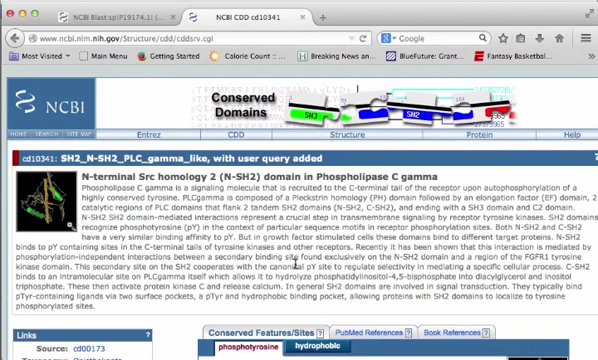 NCBI Blast:sp|P19174.1| (...
NCBI CDD cd10341
www.ncbi.nlm.nih.gov/Structure/cdd/cddsrv.cgi
Google
Most Visited
Main Menu
Getting Started
Breaking News an...
BlueFuture: Grant...
Fantasy Basketbal...
NCBI
Conserved
Domains
SH3
SH2
HOME
SEARCH
SITE MAP
Entrez
CDD
Structure
Protein
Help
cd10341: SH2_N-SH2_PLC_gamma_like, with user query added
N-terminal Src homology 2 (N-SH2) domain in Phospholipase C gamma
Phospholipase C gamma is a signaling molecule that is recruited to the C-terminal tail of the receptor upon autophosphorylation of a
highly conserved tyrosine. PLCgamma is composed of a Pleckstrin homology (PH) domain followed by an elongation factor (EF) domain, 2
catalytic regions of PLC domains that flank 2 tandem SH2 domains (N-SH2, C-SH2), and ending with a SH3 domain and C2 domain.
N-SH2 SH2 domain-mediated interactions represent a crucial step in transmembrane signaling by receptor tyrosine kinases. SH2 domains
recognize phosphotyrosine (pY) in the context of particular sequence motifs in receptor phosphorylation sites. Both N-SH2 and C-SH2
have a very similar binding affinity to pY. But in growth factor stimulated cells these domains bind to different target proteins. N-SH2
binds to pY containing sites in the C-terminal tails of tyrosine kinases and other receptors. Recently it has been shown that this interaction is mediated by
phosphorylation-independent interactions between a secondary binding site found exclusively on the N-SH2 domain and a region of the FGFR1 tyrosine
kinase domain. This secondary site on the SH2 cooperates with the canonical pY site to regulate selectivity in mediating a specific cellular process. C-SH2
binds to an intramolecular site on PLCgamma itself which allows it to hydrolyze phosphatidylinositol-4,5-bisphosphate into diacylglycerol and inositol
triphosphate. These then activate protein kinase C and release calcium. In general SH2 domains are involved in signal transduction. They typically bind
pTyr-containing ligands via two surface pockets, a pTyr and hydrophobic binding pocket, allowing proteins with SH2 domains to localize to tyrosine
phosphorylated sites.
Links
?
Source: cd00173
Conserved Features/Sites ?
PubMed References ?
Book References ?
phosphotyrosine
hydrophobic